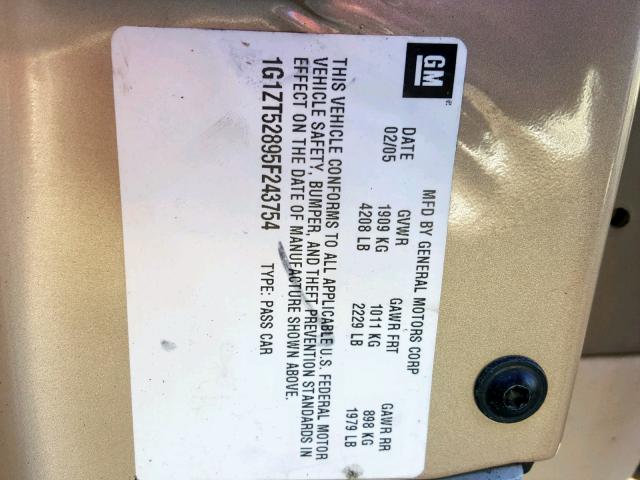 GM
MFD BY GENERAL MOTORS CORP
DATE GVWR GAWR FRT GAWR RR
02/05 1909 KG 1011 KG 898 KG
4208 LB 2229 LB 1979 LB
THIS VEHICLE CONFORMS TO ALL APPLICABLE U.S. FEDERAL MOTOR
VEHICLE SAFETY, BUMPER, AND THEFT PREVENTION STANDARDS IN
EFFECT ON THE DATE OF MANUFACTURE SHOWN ABOVE.
1G1ZT52895F243754 TYPE: PASS CAR